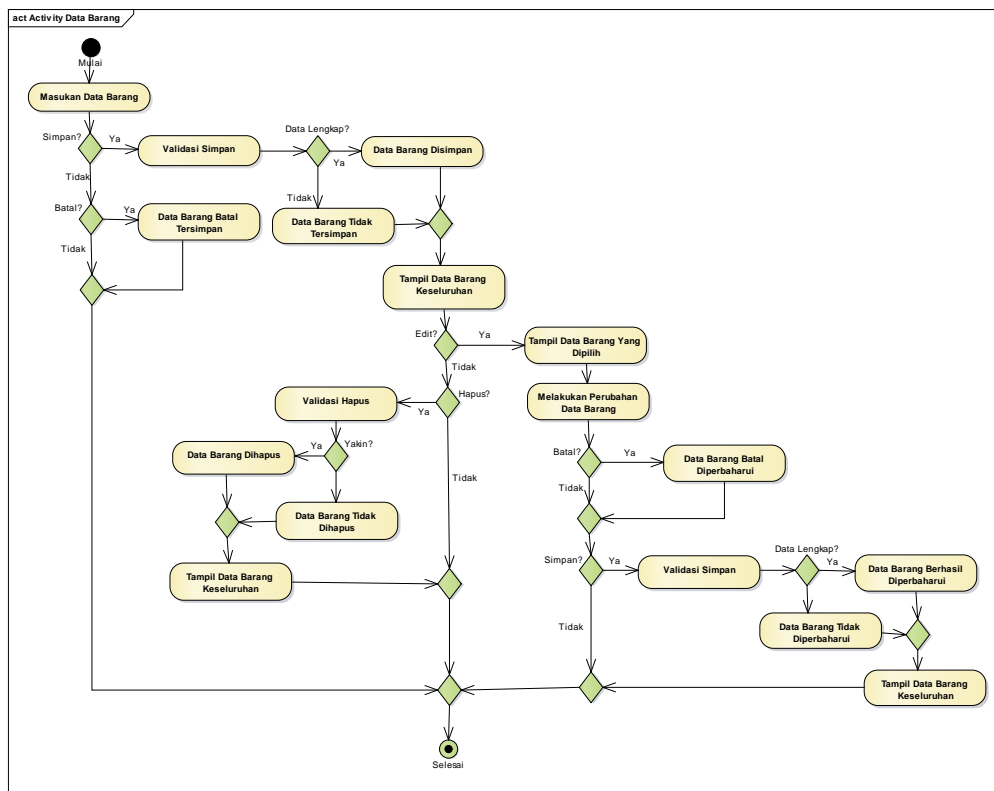 act Activity Data Barang
Mulai
Masukan Data Barang
Simpan?
Ya
Validasi Simpan
Data Lengkap?
Ya
Data Barang Disimpan
Tidak
Tidak
Batal?
Ya
Data Barang Batal
Tersimpan
Data Barang Tidak
Tersimpan
Tidak
Tampil Data Barang
Keseluruhan
Edit?
Ya
Tampil Data Barang Yang
Dipilih
Tidak
Hapus?
Ya
Validasi Hapus
Melakukan Perubahan
Data Barang
Yakin?
Ya
Data Barang Dihapus
Tidak
Batal?
Ya
Data Barang Batal
Diperbaharui
Tidak
Data Barang Tidak
Dihapus
Tampil Data Barang
Keseluruhan
Simpan?
Ya
Validasi Simpan
Data Lengkap?
Ya
Data Barang Berhasil
Diperbaharui
Tidak
Data Barang Tidak
Diperbaharui
Tampil Data Barang
Keseluruhan
Selesai